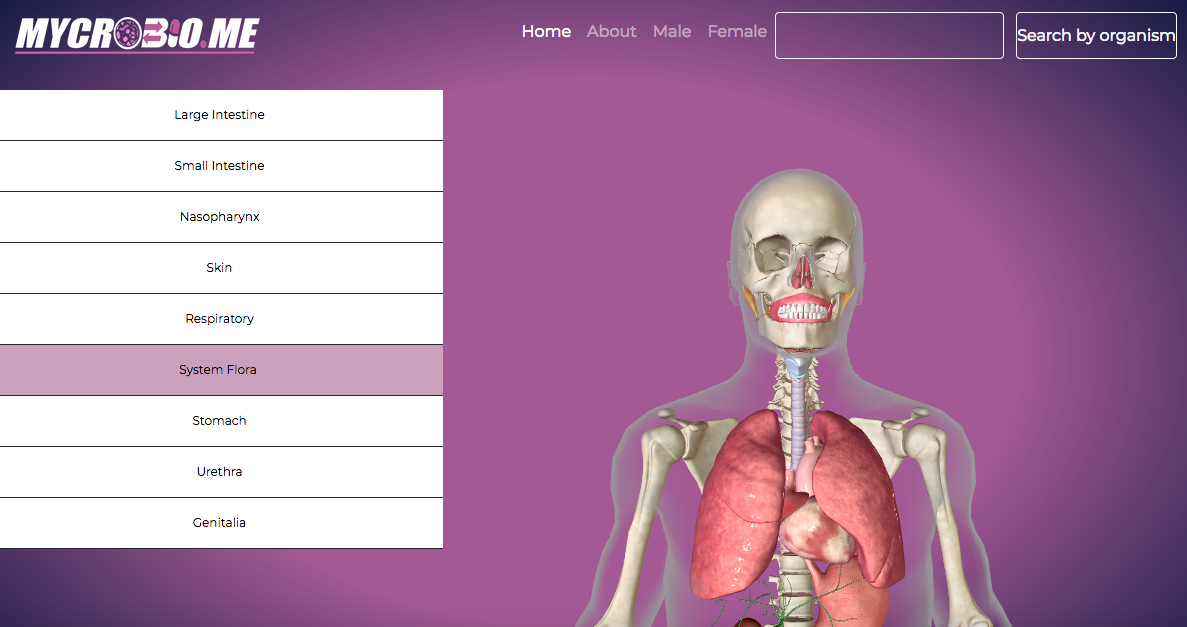 MYCROBIO.ME
Home About Male Female Search by organism
Large Intestine
Small Intestine
Nasopharynx
Skin
Respiratory
System Flora
Stomach
Urethra
Genitalia